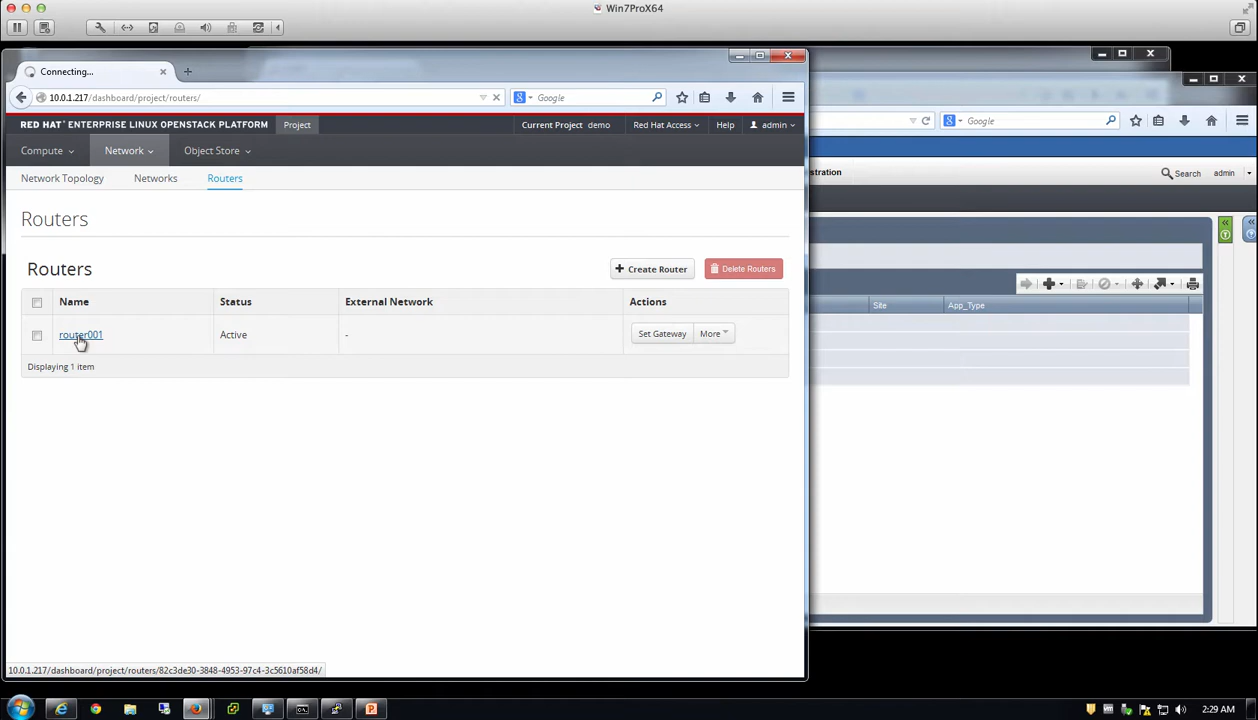 Win7ProX64
Connecting...
10.0.1.217/dashboard/project/routers/
Google
RED HAT ENTERPRISE LINUX OPENSTACK PLATFORM
Project
Current Project demo
Red Hat Access
Help
admin
Google
Compute
Network
Object Store
stration
Search
admin
Network Topology
Networks
Routers
Routers
Routers
Create Router
Delete Routers
Name
Status
External Network
Actions
Site
App_Type
router001
Active
-
Set Gateway
More
Displaying 1 item
10.0.1.217/dashboard/project/routers/82c3de30-3848-4953-97c4-3c5610af58d4/
2:29 AM